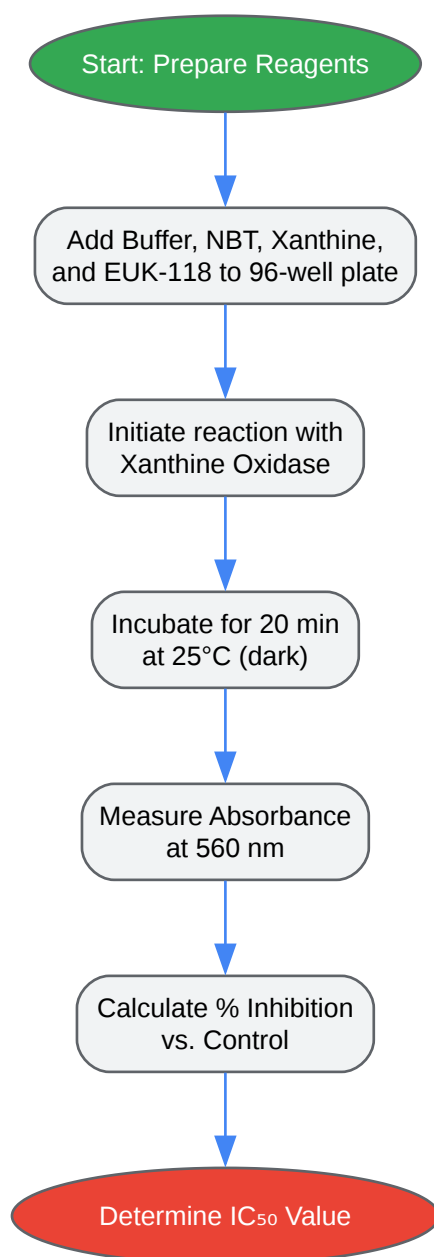 Start: Prepare Reagents
Add Buffer, NBT, Xanthine,
and EUK-118 to 96-well plate
Initiate reaction with
Xanthine Oxidase
Incubate for 20 min
at 25°C (dark)
Measure Absorbance
at 560 nm
Calculate % Inhibition
vs. Control
Determine IC₅₀ Value